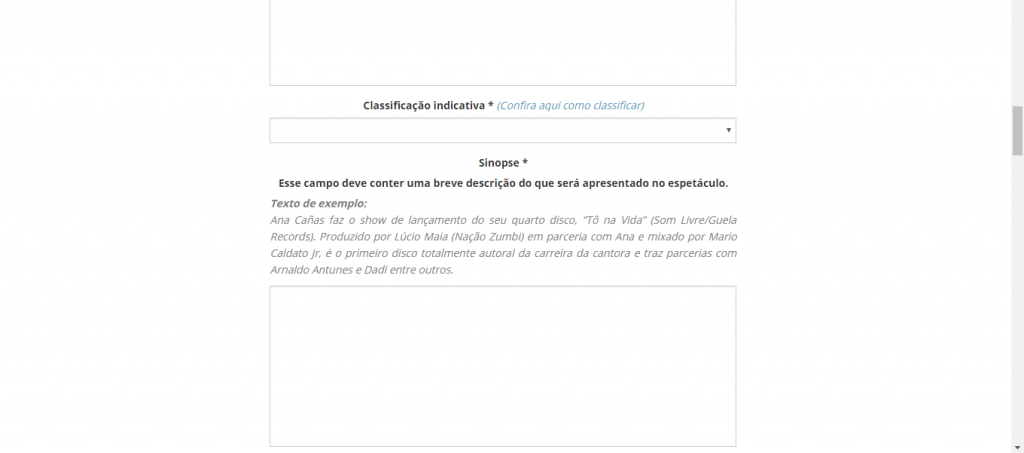 Classificação indicativa * (Confira aqui como classificar)
Sinopse *
Esse campo deve conter uma breve descrição do que será apresentado no espetáculo.
Texto de exemplo:
Ana Cañas faz o show de lançamento do seu quarto disco, “Tô na Vida” (Som Livre/Guela
Records). Produzido por Lúcio Maia (Nação Zumbi) em parceria com Ana e mixado por Mario
Caldato Jr, é o primeiro disco totalmente autoral da carreira da cantora e traz parcerias com
Arnaldo Antunes e Dadi entre outros.